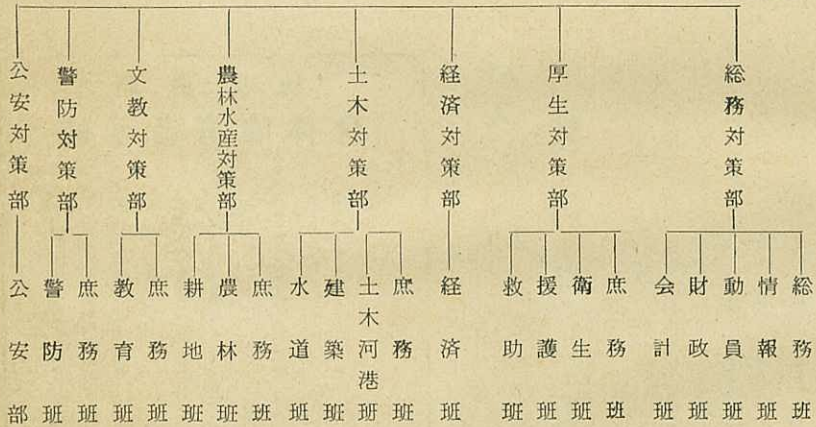 総務対策部
総務班
情報班
動員班
財政班
会計班
厚生対策部
庶務班
衛生班
援護班
救助班
経済対策部
経済班
土木対策部
庶務班
土木河港班
建築班
水道班
農林水産対策部
庶務班
農林班
耕地班
文教対策部
庶務班
教育班
警防対策部
庶務班
警防班
公安対策部
公安部